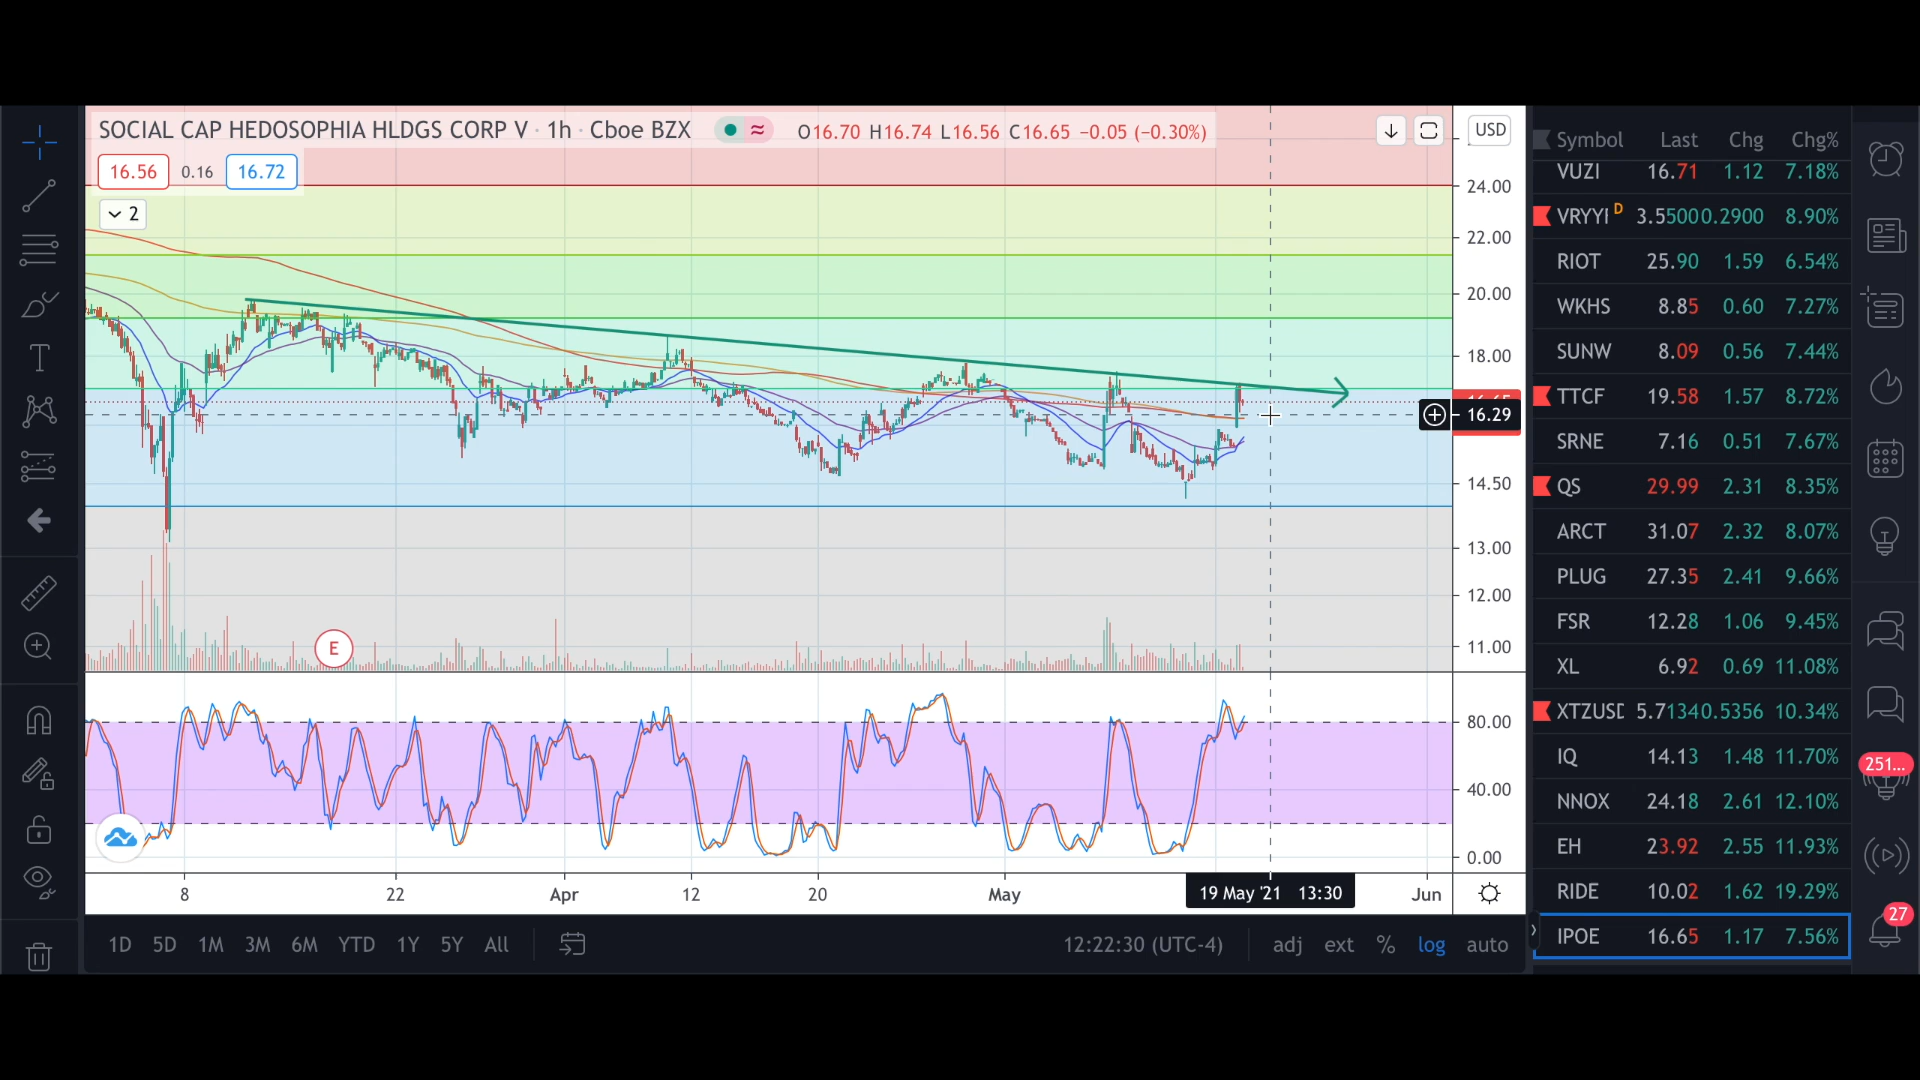 SOCIAL CAP HEDOSOPHIA HLDGS CORP V · 1h · Cboe BZX
O16.70 H16.74 L16.56 C16.65 −0.05 (−0.30%)
16.56 0.16 16.72
2
USD
24.00
22.00
20.00
18.00
16.29
14.50
13.00
12.00
11.00
E
80.00
40.00
0.00
8 22 Apr 12 20 May 19 May '21 13:30 Jun
1D 5D 1M 3M 6M YTD 1Y 5Y All 12:22:30 (UTC-4) adj ext % log auto
Symbol Last Chg Chg%
VUZI 16.71 1.12 7.18%
VRYYF D 3.5500 0.2900 8.90%
RIOT 25.90 1.59 6.54%
WKHS 8.85 0.60 7.27%
SUNW 8.09 0.56 7.44%
TTCF 19.58 1.57 8.72%
SRNE 7.16 0.51 7.67%
QS 29.99 2.31 8.35%
ARCT 31.07 2.32 8.07%
PLUG 27.35 2.41 9.66%
FSR 12.28 1.06 9.45%
XL 6.92 0.69 11.08%
XTZUSD 5.7134 0.5356 10.34%
IQ 14.13 1.48 11.70%
NNOX 24.18 2.61 12.10%
EH 23.92 2.55 11.93%
RIDE 10.02 1.62 19.29%
IPOE 16.65 1.17 7.56%
251...
27